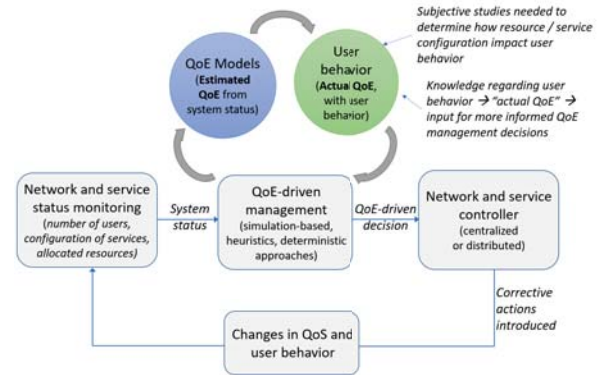 QoE Models
(Estimated
QoE from
system status)
User
behavior
(Actual QoE,
with user
behavior)
Subjective studies needed to
determine how resource / service
configuration impact user
behavior
Knowledge regarding user
behavior → “actual QoE” →
input for more informed QoE
management decisions
Network and service
status monitoring
(number of users,
configuration of services,
allocated resources)
System
status
QoE-driven
management
(simulation-based,
heuristics, deterministic
approaches)
QoE-driven
decision
Network and service
controller
(centralized
or distributed)
Corrective
actions
introduced
Changes in QoS and
user behavior